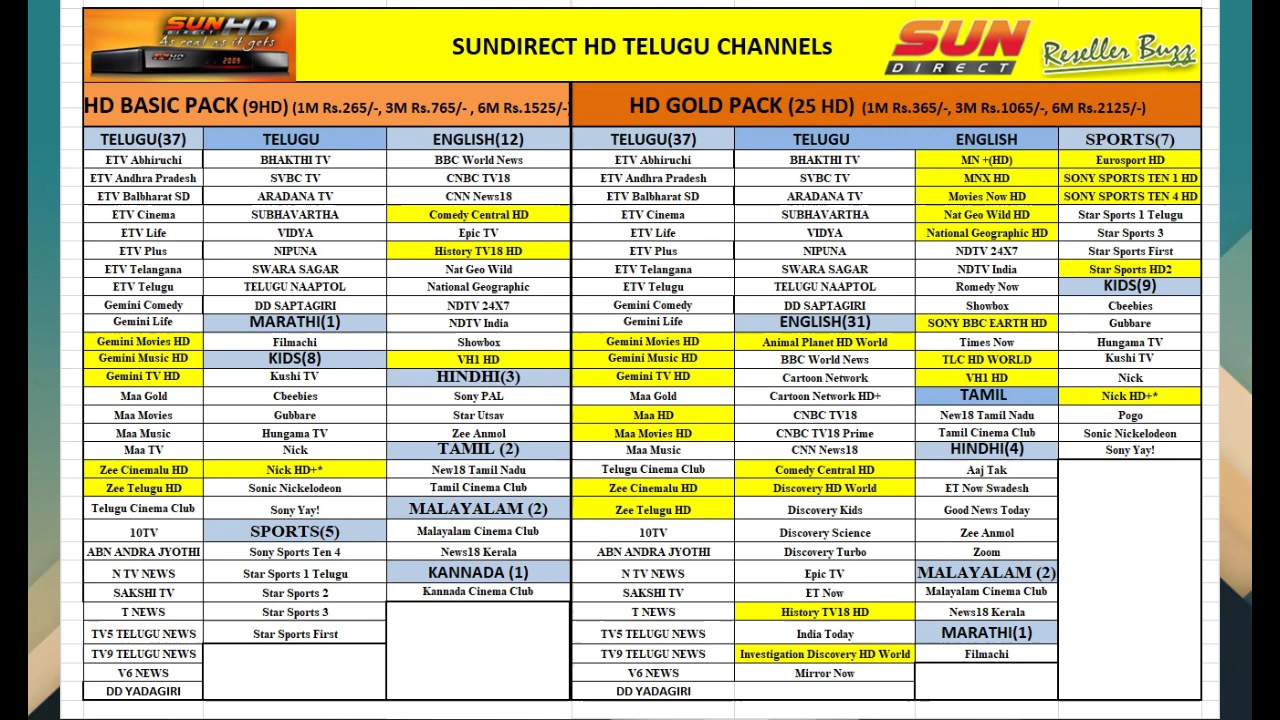 SUN HD
As real as it gets
SUN HD
2009
SUNDIRECT HD TELUGU CHANNELs
SUN
DIRECT
Reseller Buzz
HD BASIC PACK (9HD) (1M Rs.265/-, 3M Rs.765/- , 6M Rs.1525/-)
HD GOLD PACK (25 HD) (1M Rs.365/-, 3M Rs.1065/-, 6M Rs.2125/-)
TELUGU(37) TELUGU ENGLISH(12) TELUGU(37) TELUGU ENGLISH SPORTS(7)
ETV Abhiruchi BHAKTHI TV BBC World News ETV Abhiruchi BHAKTHI TV MN +(HD) Eurosport HD
ETV Andhra Pradesh SVBC TV CNBC TV18 ETV Andhra Pradesh SVBC TV MNX HD SONY SPORTS TEN 1 HD
ETV Balbharat SD ARADANA TV CNN News18 ETV Balbharat SD ARADANA TV Movies Now HD SONY SPORTS TEN 4 HD
ETV Cinema SUBHAVARTHA Comedy Central HD ETV Cinema SUBHAVARTHA Nat Geo Wild HD Star Sports 1 Telugu
ETV Life VIDYA Epic TV ETV Life VIDYA National Geographic HD Star Sports 3
ETV Plus NIPUNA History TV18 HD ETV Plus NIPUNA NDTV 24X7 Star Sports First
ETV Telangana SWARA SAGAR Nat Geo Wild ETV Telangana SWARA SAGAR NDTV India Star Sports HD2
ETV Telugu TELUGU NAAPTOL National Geographic ETV Telugu TELUGU NAAPTOL Romedy Now KIDS(9)
Gemini Comedy DD SAPTAGIRI NDTV 24X7 Gemini Comedy DD SAPTAGIRI Showbox Cbeebies
Gemini Life MARATHI(1) NDTV India Gemini Life ENGLISH(31) SONY BBC EARTH HD Gubbare
Gemini Movies HD Filmachi Showbox Gemini Movies HD Animal Planet HD World Times Now Hungama TV
Gemini Music HD KIDS(8) VH1 HD Gemini Music HD BBC World News TLC HD WORLD Kushi TV
Gemini TV HD Kushi TV HINDHI(3) Gemini TV HD Cartoon Network VH1 HD Nick
Maa Gold Cbeebies Sony PAL Maa Gold Cartoon Network HD+ TAMIL Nick HD+*
Maa Movies Gubbare Star Utsav Maa HD CNBC TV18 New18 Tamil Nadu Pogo
Maa Music Hungama TV Zee Anmol Maa Movies HD CNBC TV18 Prime Tamil Cinema Club Sonic Nickelodeon
Maa TV Nick TAMIL (2) Maa Music CNN News18 HINDHI(4) Sony Yay!
Zee Cinemalu HD Nick HD+* New18 Tamil Nadu Telugu Cinema Club Comedy Central HD Aaj Tak
Zee Telugu HD Sonic Nickelodeon Tamil Cinema Club Zee Cinemalu HD Discovery HD World ET Now Swadesh
Telugu Cinema Club Sony Yay! MALAYALAM (2) Zee Telugu HD Discovery Kids Good News Today
10TV SPORTS(5) Malayalam Cinema Club 10TV Discovery Science Zee Anmol
ABN ANDRA JYOTHI Sony Sports Ten 4 News18 Kerala ABN ANDRA JYOTHI Discovery Turbo Zoom
N TV NEWS Star Sports 1 Telugu KANNADA (1) N TV NEWS Epic TV MALAYALAM (2)
SAKSHI TV Star Sports 2 Kannada Cinema Club SAKSHI TV ET Now Malayalam Cinema Club
T NEWS Star Sports 3 T NEWS History TV18 HD News18 Kerala
TV5 TELUGU NEWS Star Sports First TV5 TELUGU NEWS India Today MARATHI(1)
TV9 TELUGU NEWS TV9 TELUGU NEWS Investigation Discovery HD World Filmachi
V6 NEWS V6 NEWS Mirror Now
DD YADAGIRI DD YADAGIRI